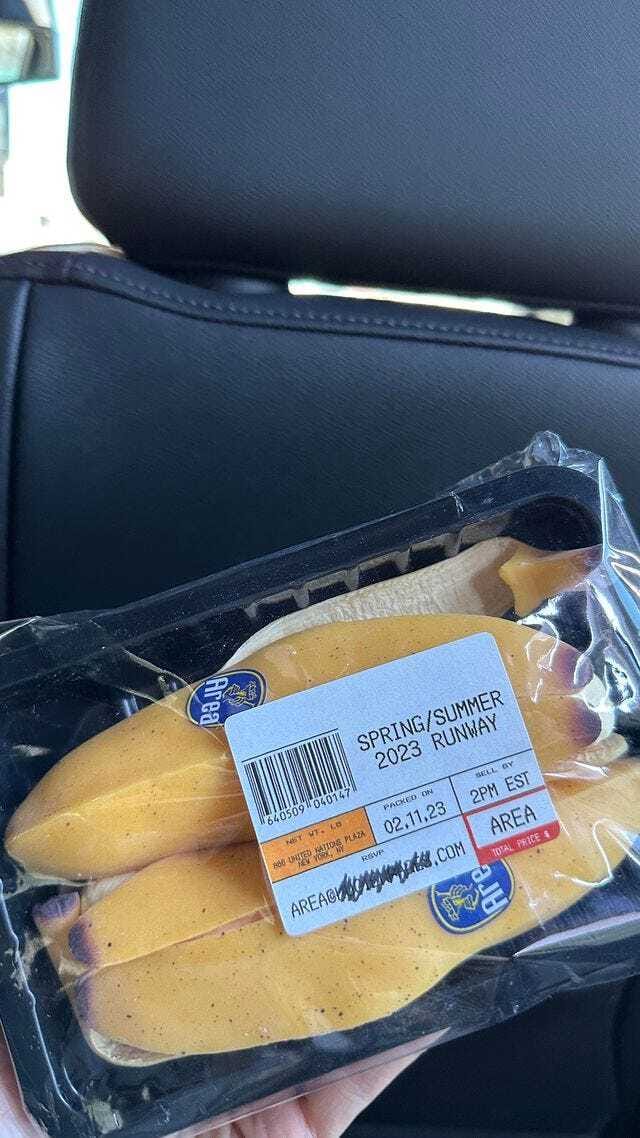 Area
SPRING/SUMMER
2023 RUNWAY
640509 040147
NET WT. LB
800 UNITED NATIONS PLAZA
NEW YORK, NY
PACKED ON
02.11.23
SELL BY
2PM EST
RSVP
AREA@
.COM
AREA
TOTAL PRICE $
Area